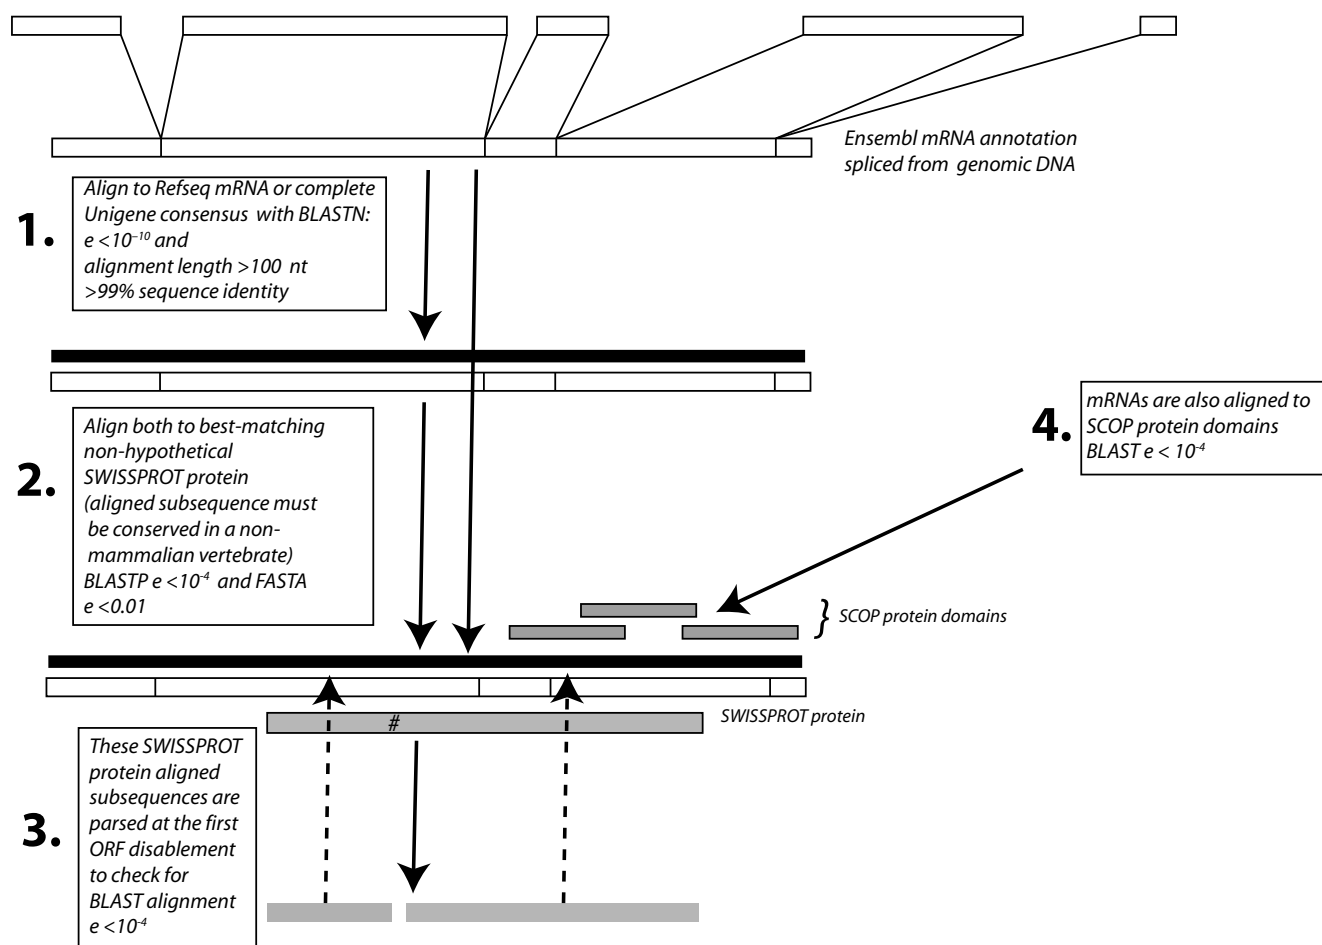 Ensembl mRNA annotation
spliced from genomic DNA
1.
Align to Refseq mRNA or complete
Unigene consensus with BLASTN:
e <10⁻¹⁰ and
alignment length >100 nt
>99% sequence identity
2.
Align both to best-matching
non-hypothetical
SWISSPROT protein
(aligned subsequence must
be conserved in a non-
mammalian vertebrate)
BLASTP e <10⁻⁴ and FASTA
e <0.01
4.
mRNAs are also aligned to
SCOP protein domains
BLAST e < 10⁻⁴
} SCOP protein domains
#
SWISSPROT protein
3.
These SWISSPROT
protein aligned
subsequences are
parsed at the first
ORF disablement
to check for
BLAST alignment
e <10⁻⁴